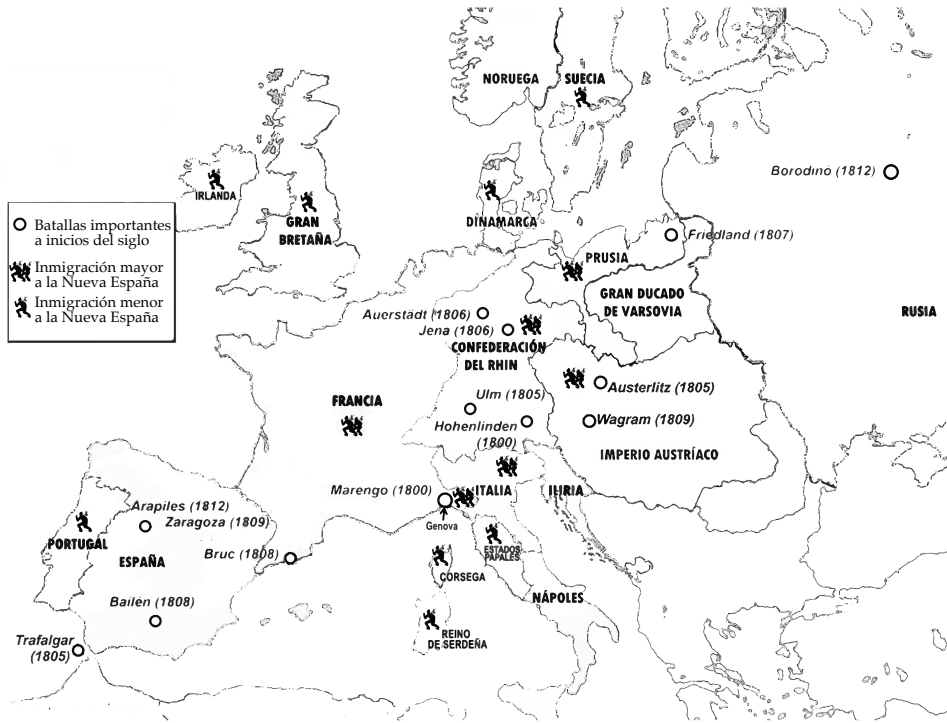 NORUEGA
SUECIA
Borodinó (1812)
IRLANDA
GRAN
BRETAÑA
DINAMARCA
Batallas importantes
a inicios del siglo
Inmigración mayor
a la Nueva España
Inmigración menor
a la Nueva España
Friedland (1807)
PRUSIA
GRAN DUCADO
DE VARSOVIA
RUSIA
Auerstädt (1806)
Jena (1806)
CONFEDERACIÓN
DEL RHIN
Austerlitz (1805)
Ulm (1805)
FRANCIA
Hohenlinden
(1800)
Wagram (1809)
IMPERIO AUSTRÍACO
Marengo (1800)
ITALIA
ILIRIA
Genova
Arapiles (1812)
Zaragoza (1809)
PORTUGAL
ESPAÑA
Bruc (1808)
ESTADOS
PAPALES
CORSEGA
NÁPOLES
Bailén (1808)
REINO
DE SERDEÑA
Trafalgar
(1805)